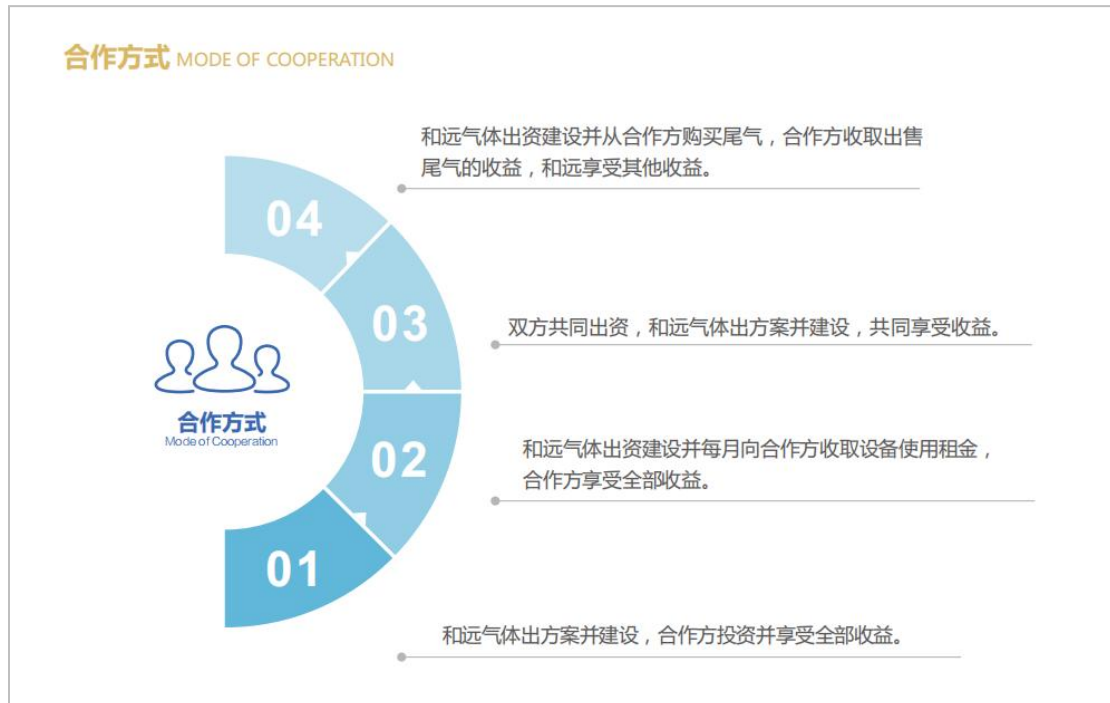 合作方式 MODE OF COOPERATION
和远气体出资建设并从合作方购买尾气，合作方收取出售
尾气的收益，和远享受其他收益。
04
03
双方共同出资，和远气体出方案并建设，共同享受收益。
合作方式
Mode of Cooperation
02
和远气体出资建设并每月向合作方收取设备使用租金，
合作方享受全部收益。
01
和远气体出方案并建设，合作方投资并享受全部收益。